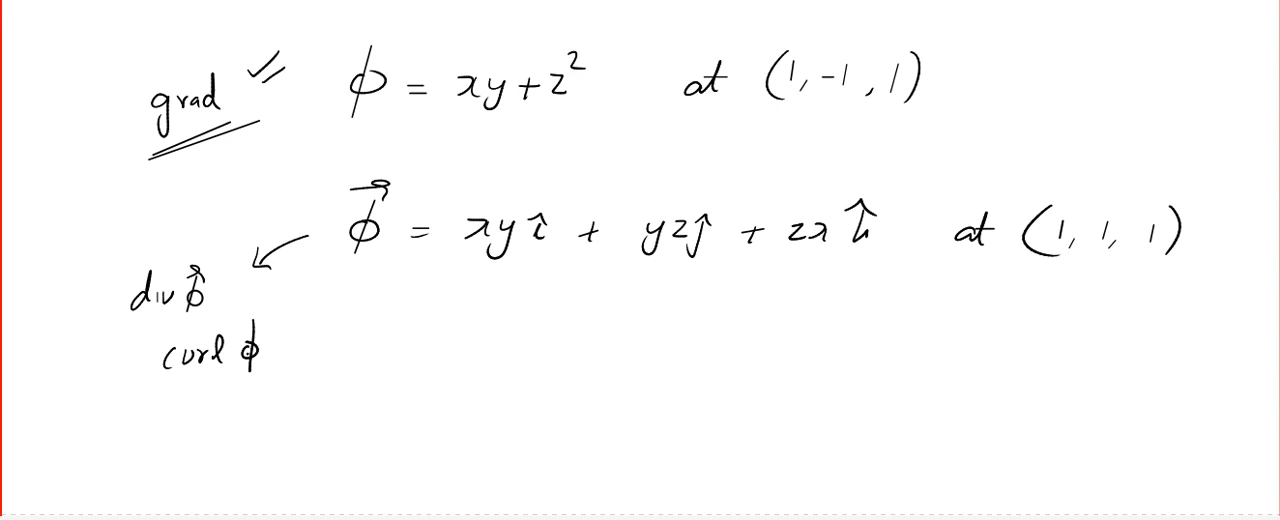 grad ϕ = xy + z² at (1, -1, 1)
ϕ⃗ = xy î + yz ĵ + zx k̂ at (1, 1, 1)
div ϕ⃗
curl ϕ